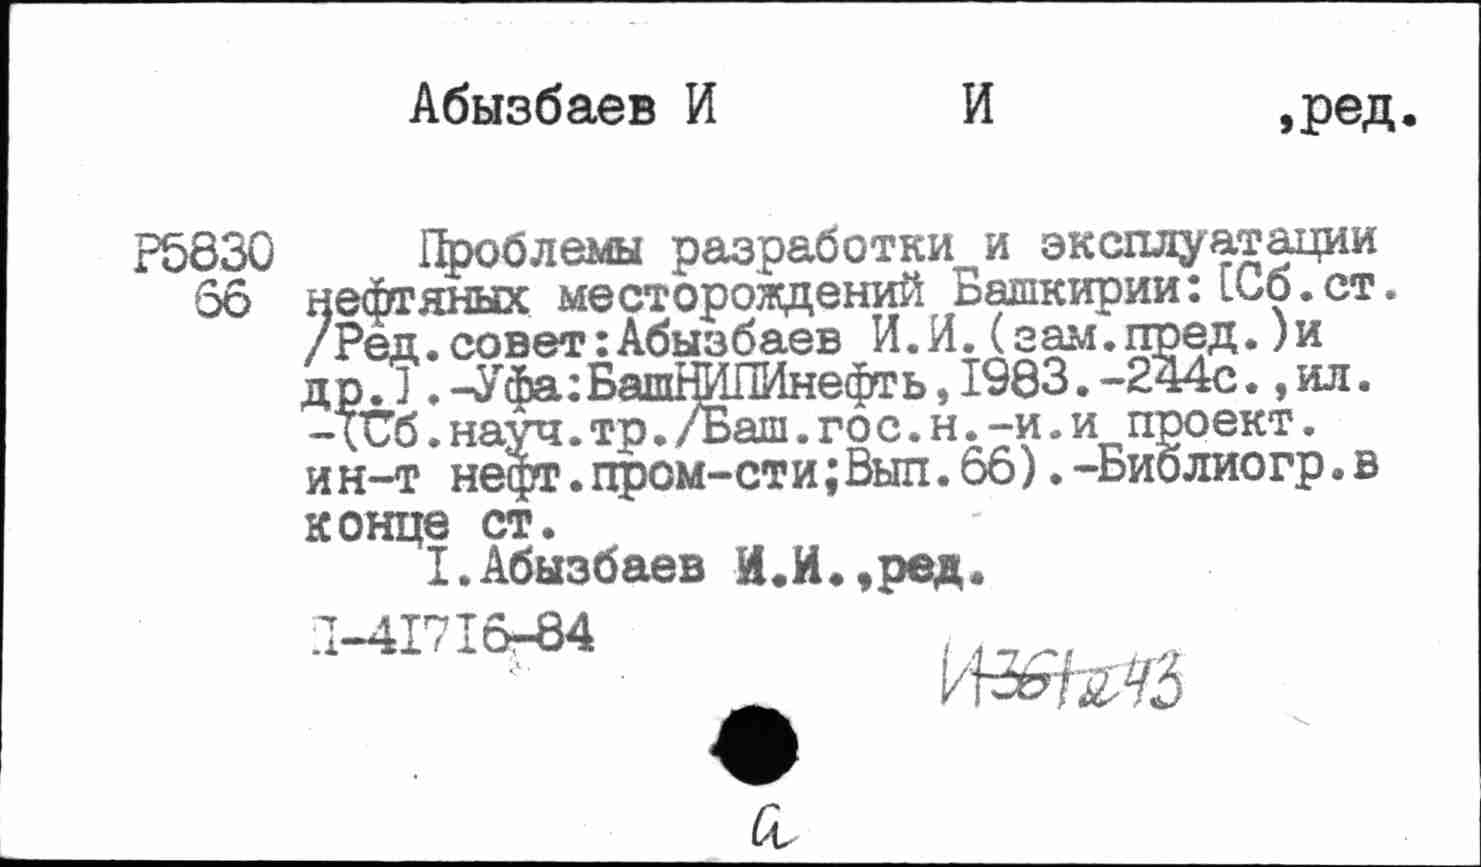 Абызбаев И И ,ред.
Р5830 Проблемы разработки и эксплуатации
66 нефтяных месторождений Башкирии:[Сб.ст.
/Ред.совет:Абызбаев И.И.(зам.пред.)и
др.].-Уфа:БашНИПИнефть,1983.-244с.,ил.
-(Сб.науч.тр./Баш.гос.н.-и.и проект.
ин-т нефт.пром-сти;Вып.66).-Библиогр.в
конце ст.
I.Абызбаев И.И.,ред.
П-41716-84
а